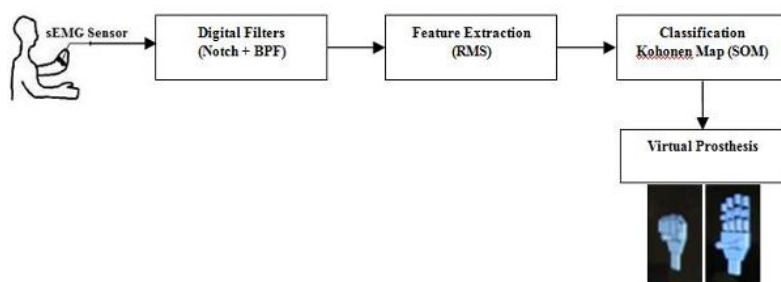 sEMG Sensor
Digital Filters
(Notch + BPF)
Feature Extraction
(RMS)
Classification
Kohonen Map (SOM)
Virtual Prosthesis